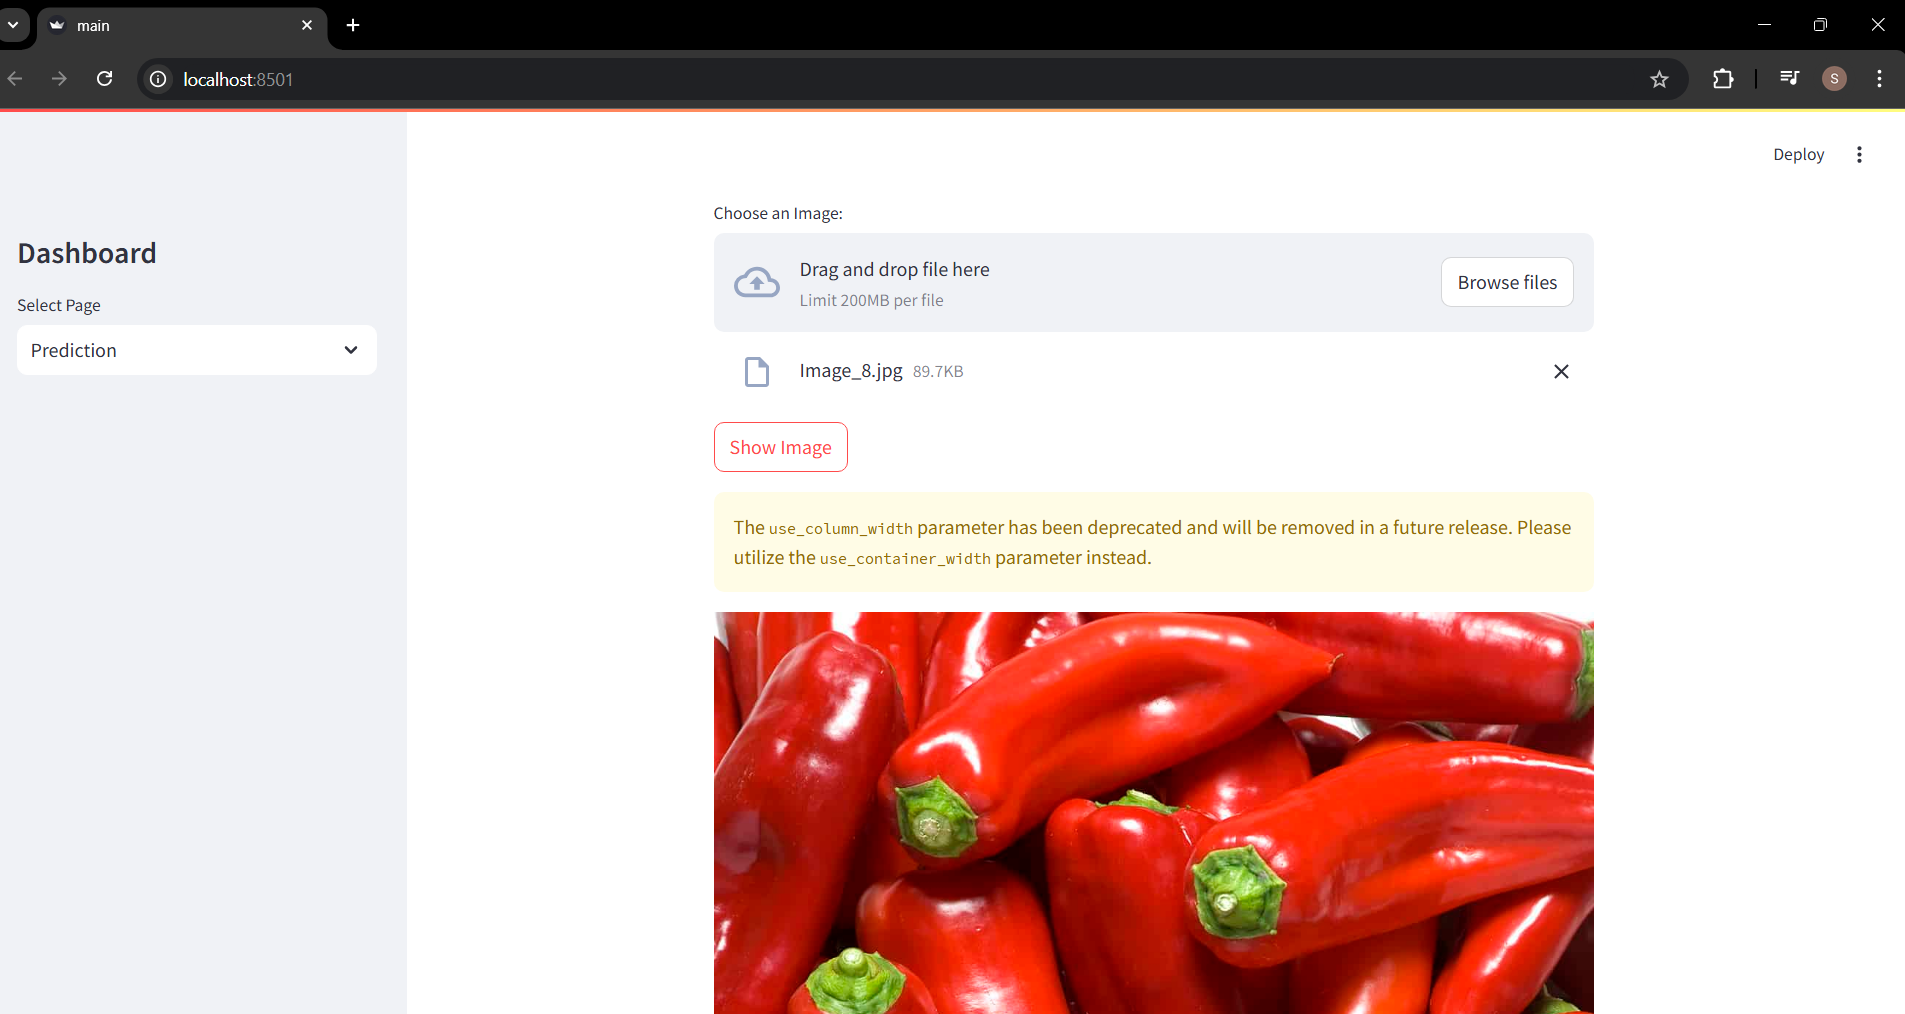 main
localhost:8501
S
Deploy
Dashboard
Select Page
Prediction
Choose an Image:
Drag and drop file here
Limit 200MB per file
Browse files
Image_8.jpg 89.7KB
Show Image
The use_column_width parameter has been deprecated and will be removed in a future release. Please
utilize the use_container_width parameter instead.